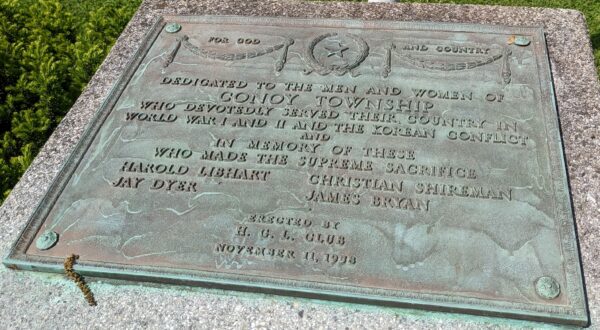 FOR GOD AND COUNTRY
DEDICATED TO THE MEN AND WOMEN OF
CONOY TOWNSHIP
WHO DEVOTEDLY SERVED THEIR COUNTRY IN
WORLD WAR I AND II AND THE KOREAN CONFLICT
AND
IN MEMORY OF THESE
WHO MADE THE SUPREME SACRIFICE
HAROLD LIBHART CHRISTIAN SHIREMAN
JAY DYER JAMES BRYAN
ERECTED BY
H. C. L. CLUB
NOVEMBER 11, 1958